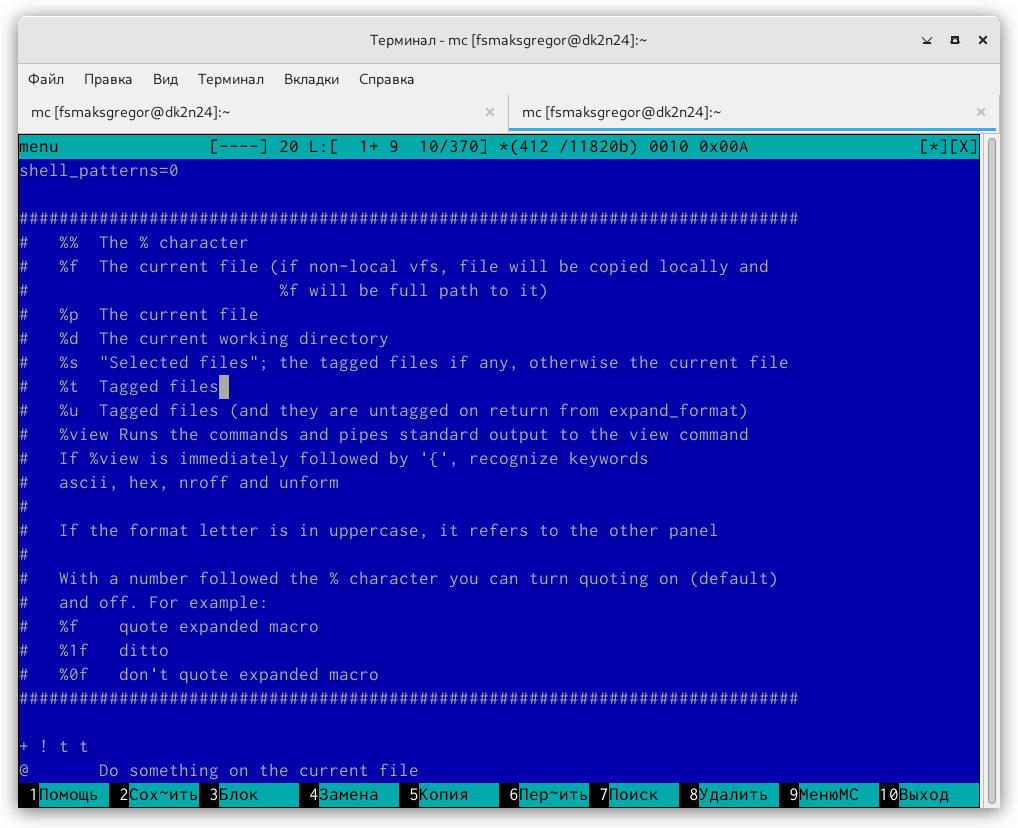 Терминал - mc [fsmaksgregor@dk2n24]:~
Файл Правка Вид Терминал Вкладки Справка
mc [fsmaksgregor@dk2n24]:~ × mc [fsmaksgregor@dk2n24]:~ ×
menu [----] 20 L:[ 1+ 9 10/370] *(412 /11820b) 0010 0x00A [*][X]
shell_patterns=0
##############################################################################
# %% The % character
# %f The current file (if non-local vfs, file will be copied locally and
# %f will be full path to it)
# %p The current file
# %d The current working directory
# %s "Selected files"; the tagged files if any, otherwise the current file
# %t Tagged files
# %u Tagged files (and they are untagged on return from expand_format)
# %view Runs the commands and pipes standard output to the view command
# If %view is immediately followed by '{', recognize keywords
# ascii, hex, nroff and unform
#
# If the format letter is in uppercase, it refers to the other panel
#
# With a number followed the % character you can turn quoting on (default)
# and off. For example:
# %f quote expanded macro
# %1f ditto
# %0f don't quote expanded macro
##############################################################################
+ ! t t
@ Do something on the current file
1Помощь 2Сох~ить 3Блок 4Замена 5Копия 6Пер~ить 7Поиск 8Удалить 9МенюMC 10Выход